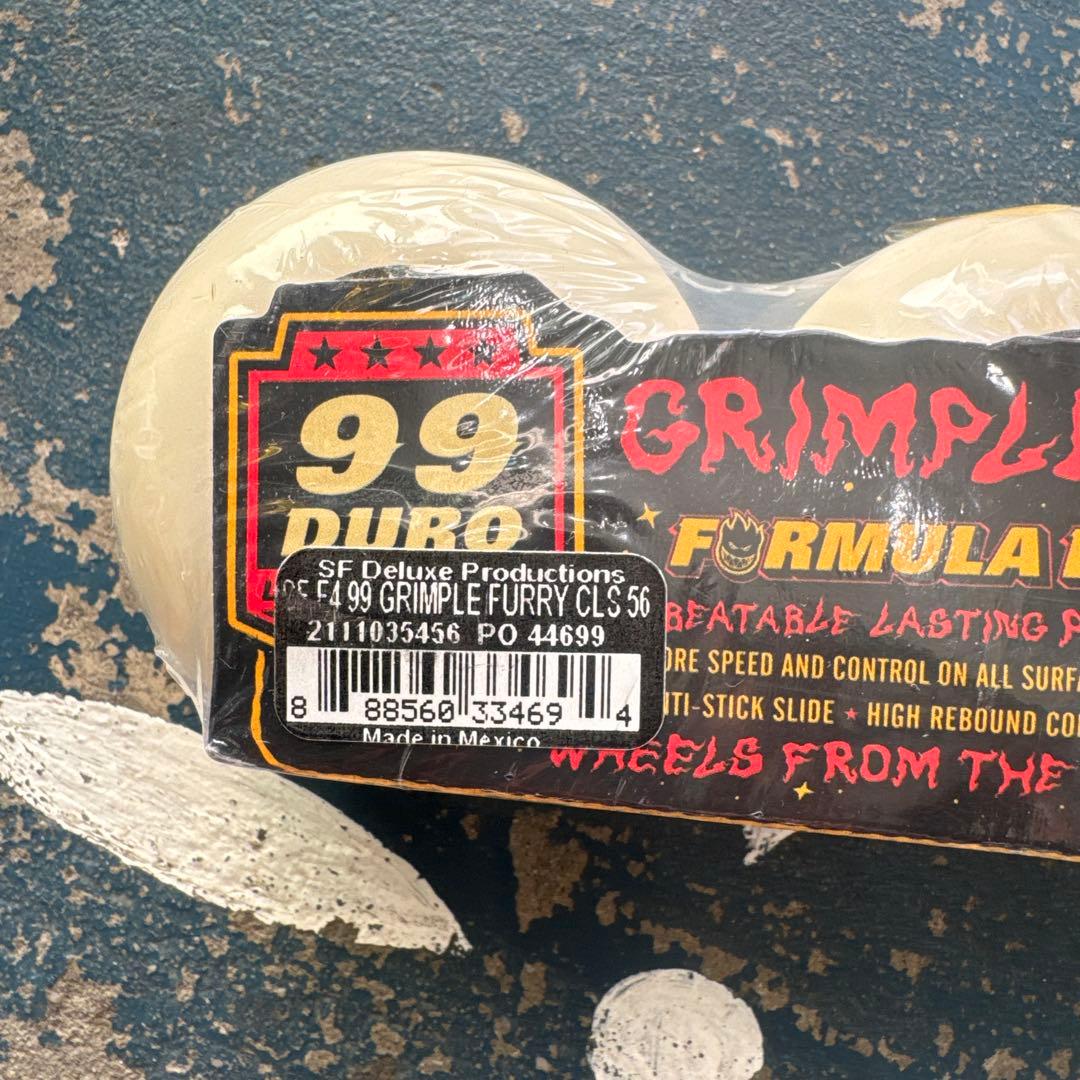 99
DURO
GRIMPLE
FORMULA
BEATABLE LASTING
ORE SPEED AND CONTROL ON ALL SURF
TI-STICK SLIDE ★ HIGH REBOUND CO
WHEELS FROM THE
SF Deluxe Productions
F4 99 GRIMPLE FURRY CLS 56
2111035456 PO 44699
8 88560 33469 4
Made in Mexico